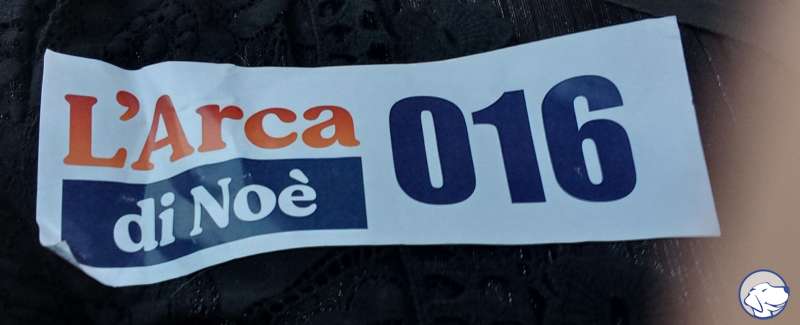 L'Arca
di Noè
016